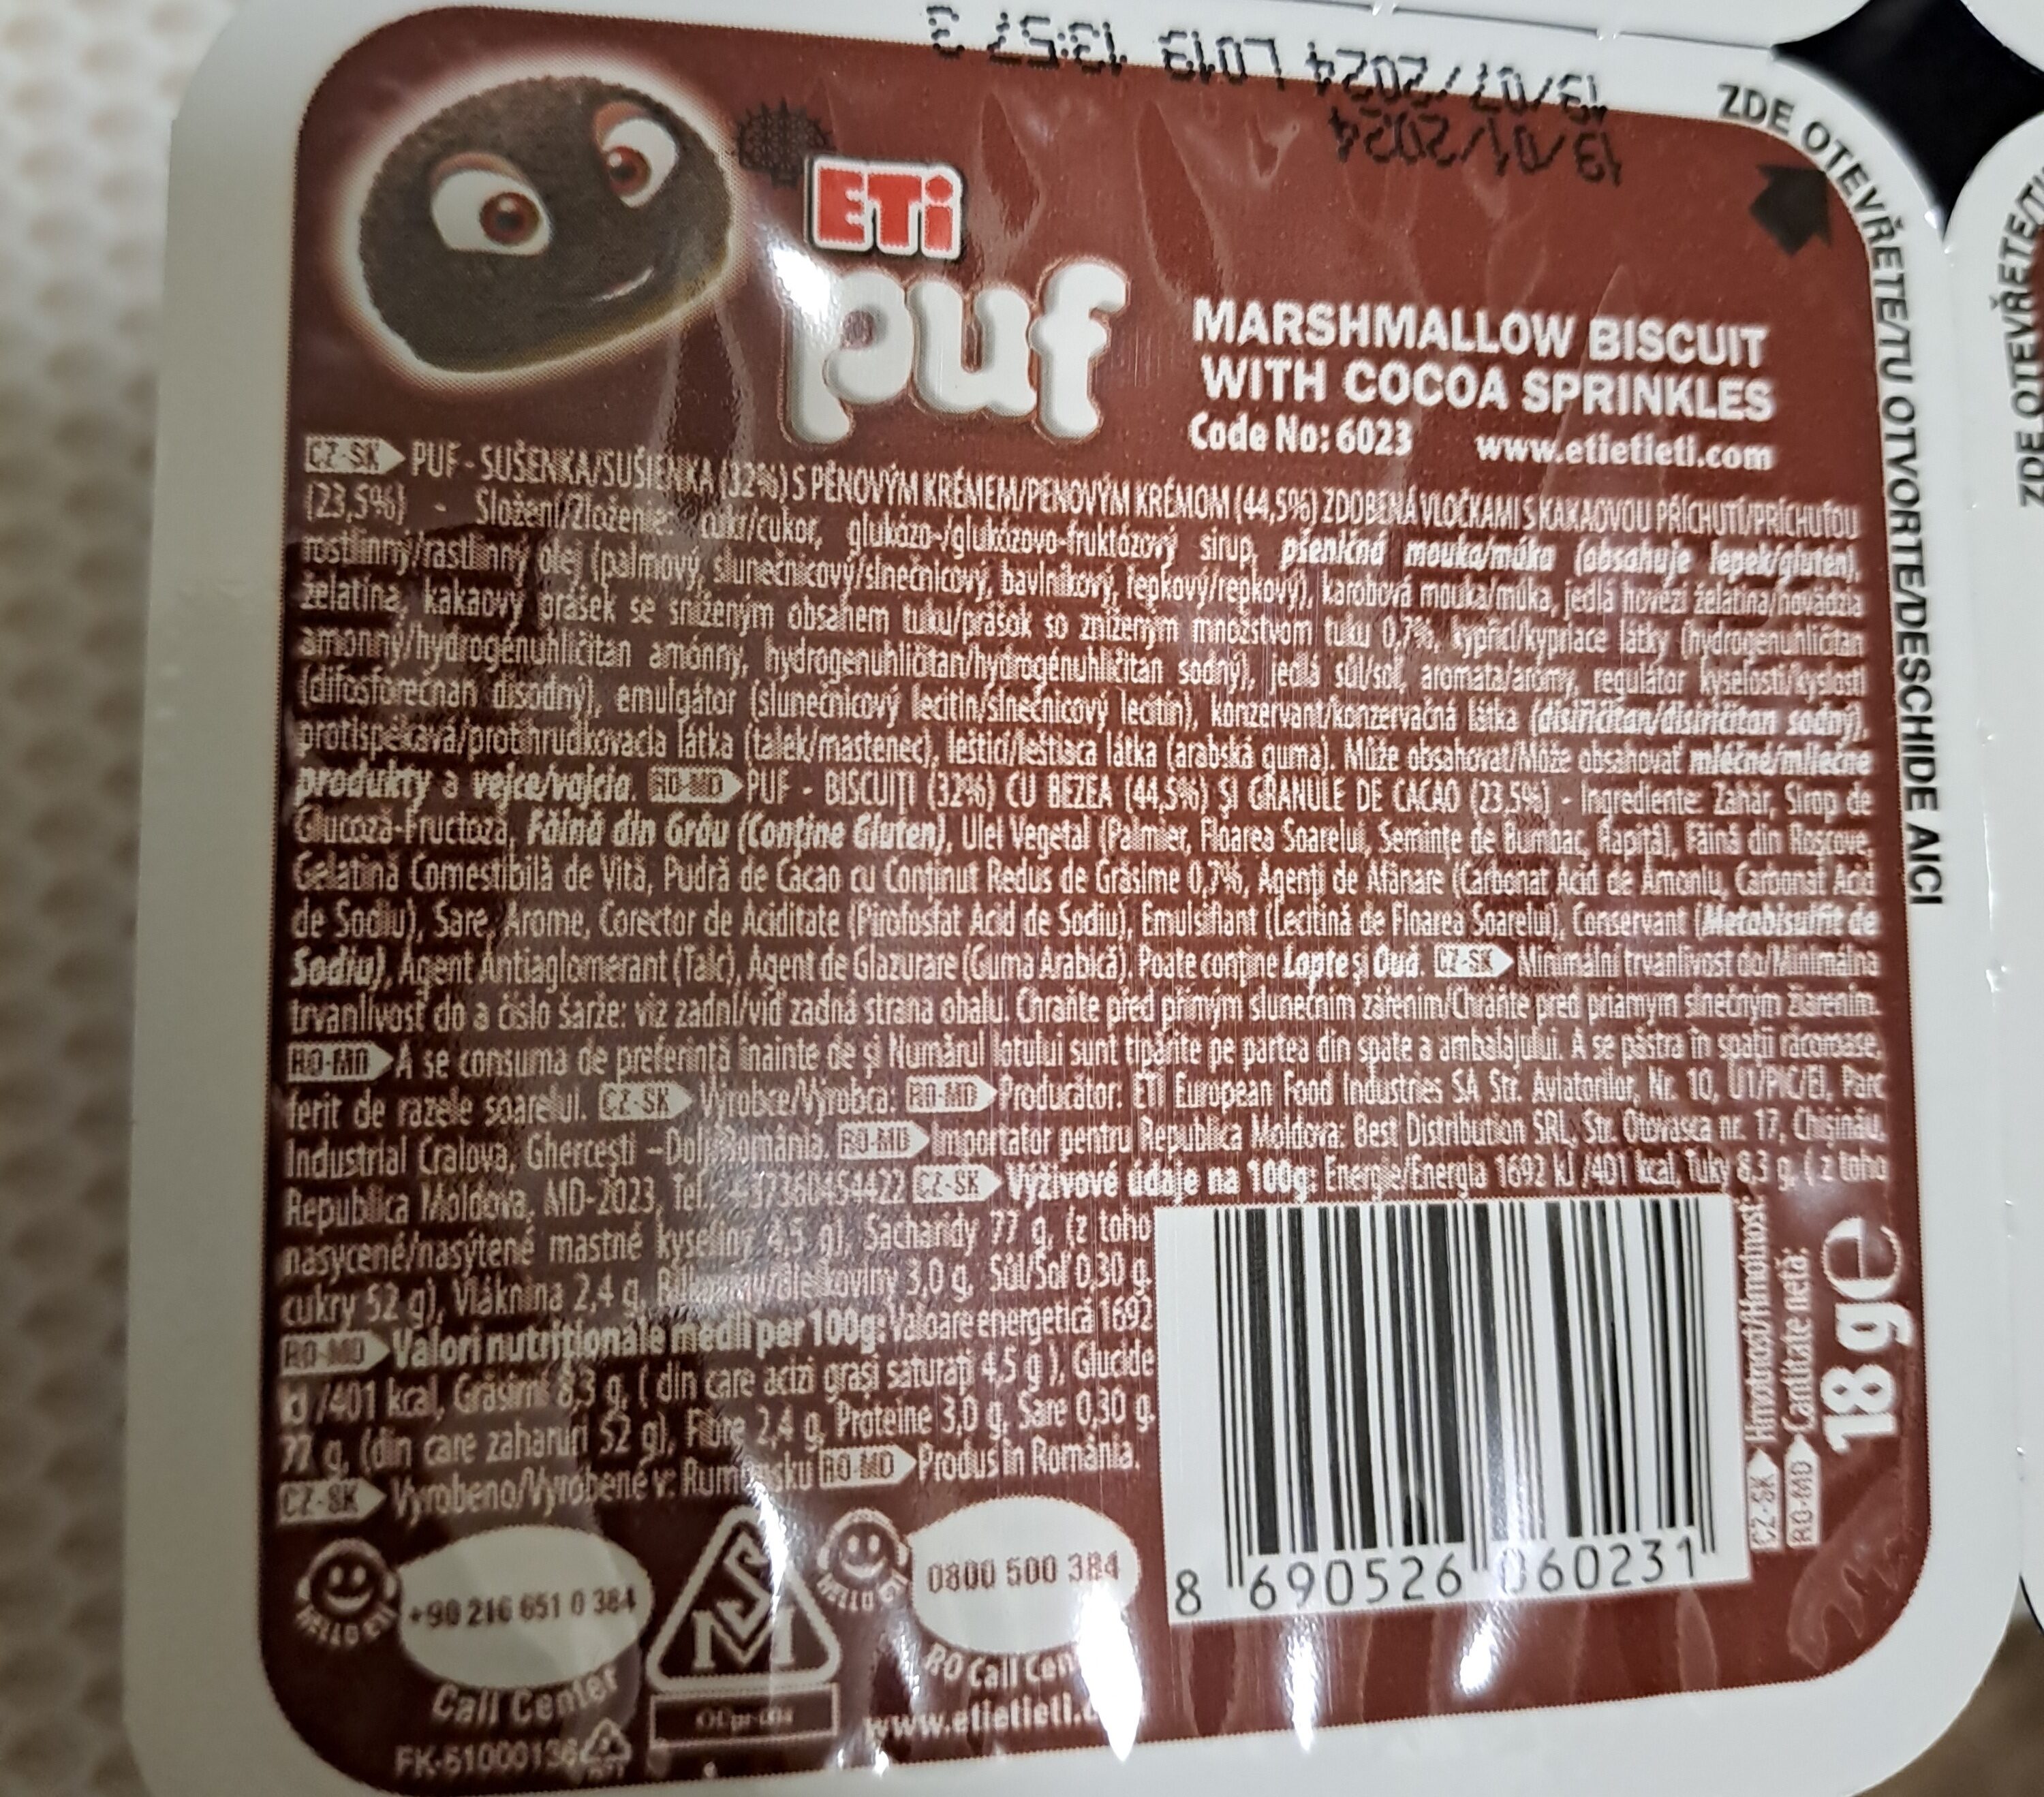 13/07/2024 L019 13:57 3
13/01/2024
ETi
puf
MARSHMALLOW BISCUIT
WITH COCOA SPRINKLES
Code No: 6023 www.etietieti.com
CZ-SK PUF - SUŠENKA/SUŠIENKA (32%) S PĚNOVÝM KRÉMEM/PENOVÝM KRÉMOM (44,5%) ZDOBENÁ VLOČKAMI S KAKAOVOU PŘÍCHUTÍ/PRÍCHUŤOU
(23,5%) - Složení/Zloženie: cukr/cukor, glukózo-/glukózovo-fruktózový sirup, pšeničná mouka/múka (obsahuje lepek/glutén),
rostlinný/rastlinný olej (palmový, slunečnicový/slnečnicový, bavlníkový, řepkový/repkový), karobová mouka/múka, jedlá hovězí želatina/hovädzia
želatína, kakaový prášek se sníženým obsahem tuku/prášok so zníženým množstvom tuku 0,7%, kypřicí/kypriace látky (hydrogenuhličitan
amonný/hydrogénuhličitan amónny, hydrogenuhličitan/hydrogénuhličitan sodný), jedlá sůl/soľ, aromata/arómy, regulátor kyselosti/kyslosti
(difosforečnan disodný), emulgátor (slunečnicový lecitin/slnečnicový lecitín), konzervant/konzervačná látka (disiřičitan/disiričitan sodný),
protispékavá/protihrudkovacia látka (talek/mastenec), lešticí/leštiaca látka (arabská guma). Může obsahovat/Môže obsahovať mléčné/mliečne
produkty a vejce/vajcia. RO-MD PUF - BISCUIȚI (32%) CU BEZEA (44,5%) ȘI GRANULE DE CACAO (23.5%) - Ingrediente: Zahăr, Sirop de
Glucoză-Fructoză, Făină din Grâu (Conține Gluten), Ulei Vegetal (Palmier, Floarea Soarelui, Semințe de Bumbac, Rapiță), Făină din Roșcove,
Gelatină Comestibilă de Vită, Pudră de Cacao cu Conținut Redus de Grăsime 0,7%, Agenți de Afânare (Carbonat Acid de Amoniu, Carbonat Acid
de Sodiu), Sare, Arome, Corector de Aciditate (Pirofosfat Acid de Sodiu), Emulsifiant (Lecitină de Floarea Soarelui), Conservant (Metabisulfit de
Sodiu), Agent Antiaglomerant (Talc), Agent de Glazurare (Guma Arabică). Poate conține Lapte și Ouă. CZ-SK Minimální trvanlivost do/Minimálna
trvanlivosť do a číslo šarže: viz zadní/viď zadná strana obalu. Chraňte před přímým slunečním zářením/Chráňte pred priamym slnečným žiarením.
RO-MD A se consuma de preferință înainte de și Numărul lotului sunt tipărite pe partea din spate a ambalajului. A se păstra în spații răcoroase,
ferit de razele soarelui. CZ-SK Výrobce/Výrobca: RO-MD Producător: ETİ European Food Industries SA Str. Aviatorilor, Nr. 10, U1/PIC/E1, Parc
Industrial Craiova, Ghercești –Dolj România. RO-MD Importator pentru Republica Moldova: Best Distribution SRL, Str. Otovasca nr. 17, Chișinău,
Republica Moldova, MD-2023, Tel. +37360454422 CZ-SK Výživové údaje na 100g: Energie/Energia 1692 kJ /401 kcal, Tuky 8,3 g, ( z toho
nasycené/nasýtené mastné kyseliny 4,5 g), Sacharidy 77 g, (z toho
cukry 52 g), Vláknina 2,4 g, 3,0 g, Sůl/Soľ 0,30 g.
RO-MD Valori nutriționale medii per 100g: Valoare energetică 1692
kJ /401 kcal, Grăsimi 8,3 g, ( din care acizi grași saturați 4,5 g ), Glucide
77 g, (din care zaharuri 52 g), Fibre 2,4 g, Proteine 3,0 g, Sare 0,30 g.
CZ-SK Vyrobeno/Vyrobené v: Rumunsku RO-MD Produs în România.
HELLO ETİ
+90 216 651 0 384
Call Center
FK-6100013
SM
HELLO ETİ
0800 500 384
RO Call Cen
www.etietieti.c
8 690526 060231
CZ-SK Hmotnost/Hmotnosť:
RO-MD Cantitate netă:
18 g e
ZDE OTEVŘETE/TU OTVORTE/DESCHIDE AICI
ZDE OTEVŘETE/TU